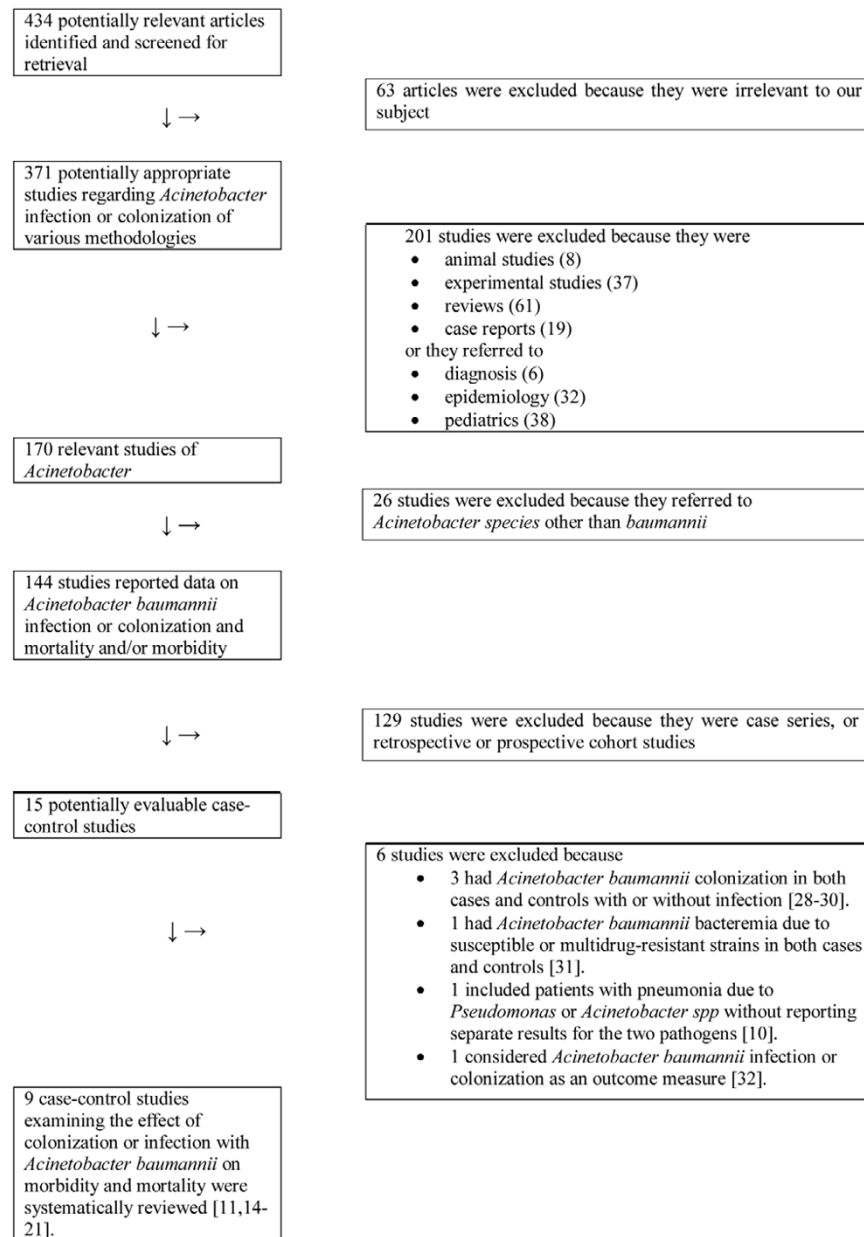 434 potentially relevant articles
identified and screened for
retrieval
63 articles were excluded because they were irrelevant to our
subject
↓ →
371 potentially appropriate
studies regarding Acinetobacter
infection or colonization of
various methodologies
201 studies were excluded because they were
• animal studies (8)
• experimental studies (37)
• reviews (61)
• case reports (19)
or they referred to
• diagnosis (6)
• epidemiology (32)
• pediatrics (38)
↓ →
170 relevant studies of
Acinetobacter
26 studies were excluded because they referred to
Acinetobacter species other than baumannii
↓ →
144 studies reported data on
Acinetobacter baumannii
infection or colonization and
mortality and/or morbidity
129 studies were excluded because they were case series, or
retrospective or prospective cohort studies
↓ →
15 potentially evaluable case-
control studies
6 studies were excluded because
• 3 had Acinetobacter baumannii colonization in both
cases and controls with or without infection [28-30].
• 1 had Acinetobacter baumannii bacteremia due to
susceptible or multidrug-resistant strains in both cases
and controls [31].
• 1 included patients with pneumonia due to
Pseudomonas or Acinetobacter spp without reporting
separate results for the two pathogens [10].
• 1 considered Acinetobacter baumannii infection or
colonization as an outcome measure [32].
↓ →
9 case-control studies
examining the effect of
colonization or infection with
Acinetobacter baumannii on
morbidity and mortality were
systematically reviewed [11,14-
21].